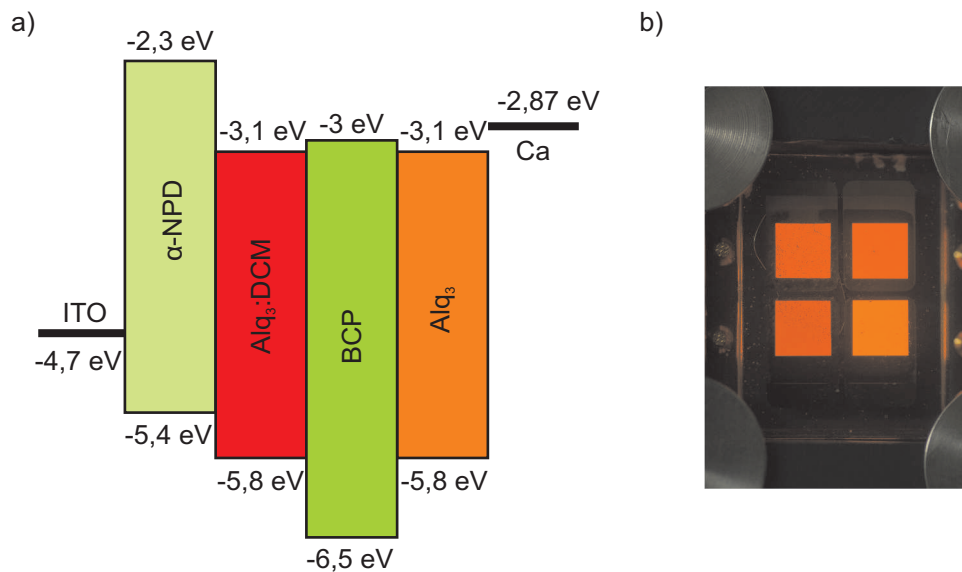 a)
b)
-2,3 eV
-2,87 eV
-3,1 eV
-3 eV
-3,1 eV
Ca
α-NPD
Alq₃:DCM
BCP
Alq₃
ITO
-4,7 eV
-5,4 eV
-5,8 eV
-5,8 eV
-6,5 eV